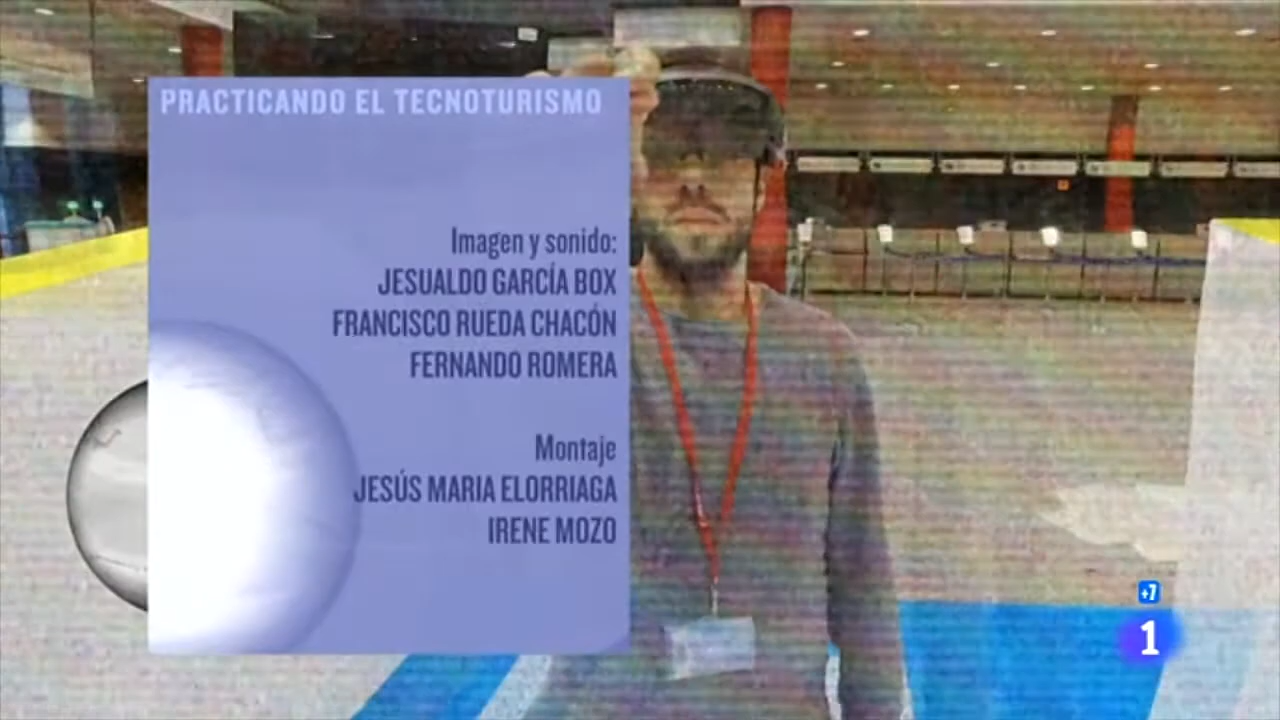 PRACTICANDO EL TECNOTURISMO
Imagen y sonido:
JESUALDO GARCÍA BOX
FRANCISCO RUEDA CHACÓN
FERNANDO ROMERA
Montaje
JESÚS MARIA ELORRIAGA
IRENE MOZO
+7
1